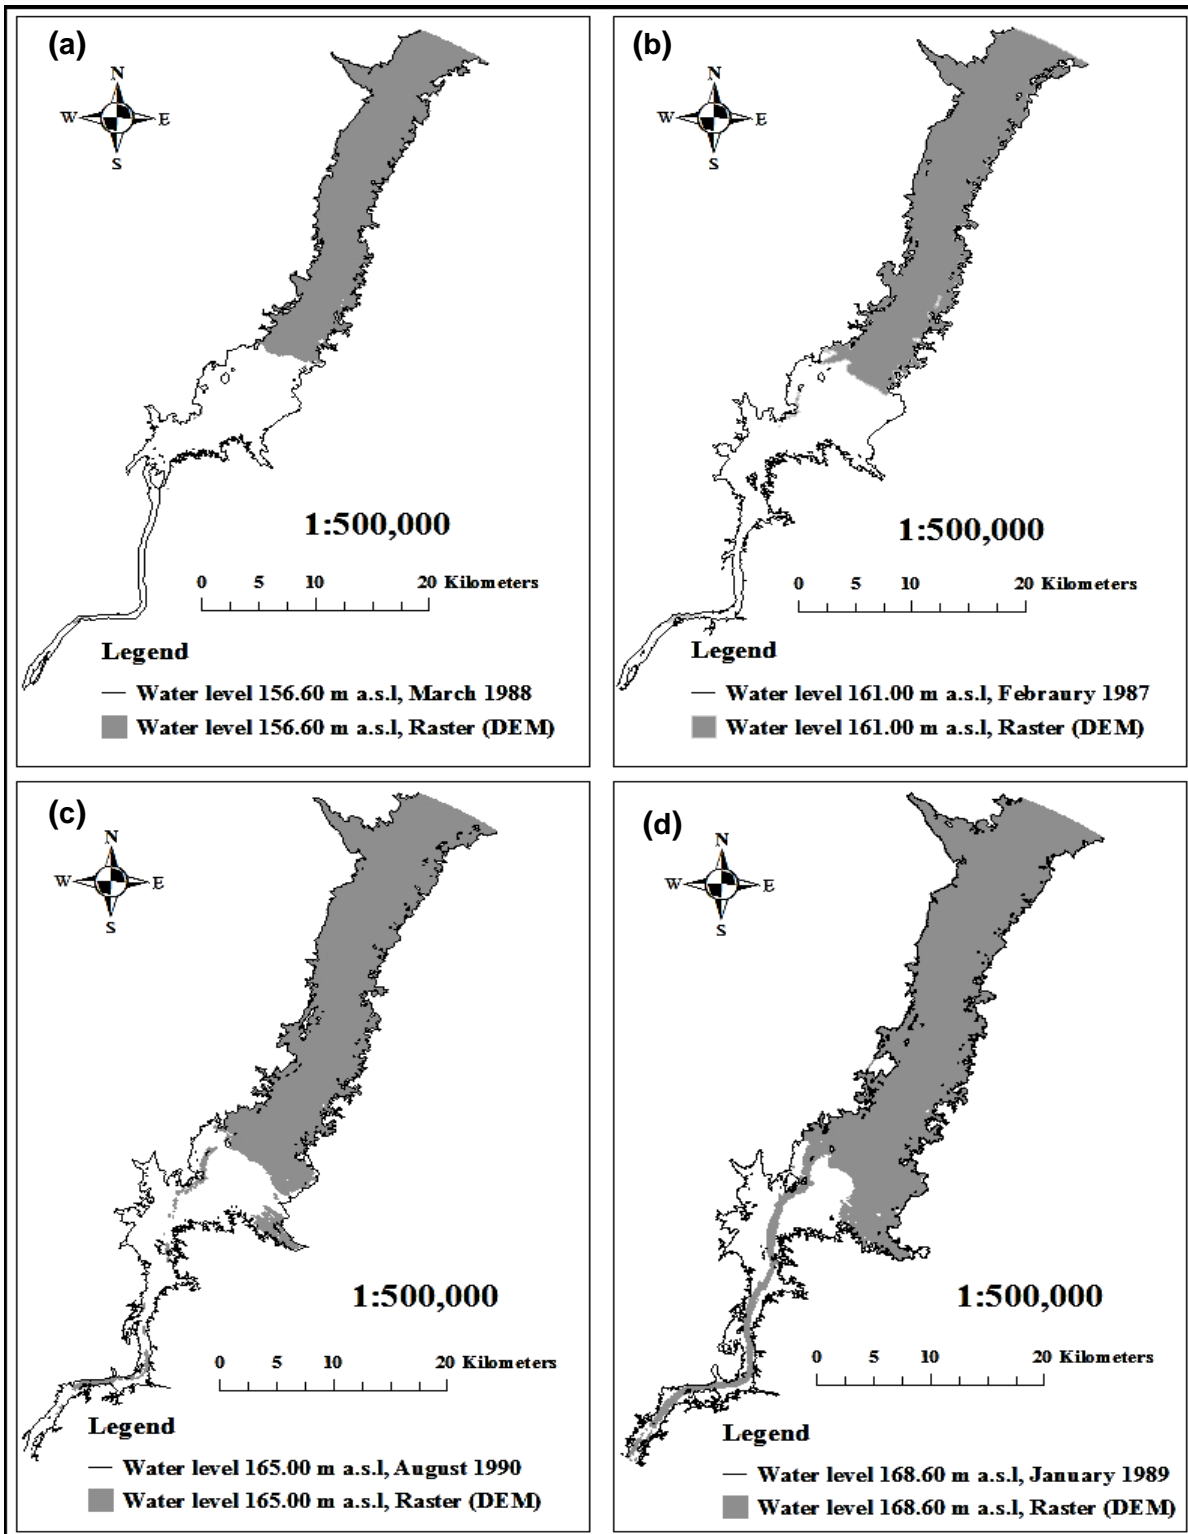 (a)
N
W E
S
1:500,000
0 5 10 20 Kilometers
Legend
Water level 156.60 m a.s.l, March 1988
Water level 156.60 m a.s.l, Raster (DEM)
(b)
N
W E
S
1:500,000
0 5 10 20 Kilometers
Legend
Water level 161.00 m a.s.l, Febraury 1987
Water level 161.00 m a.s.l, Raster (DEM)
(c)
N
W E
S
1:500,000
0 5 10 20 Kilometers
Legend
Water level 165.00 m a.s.l, August 1990
Water level 165.00 m a.s.l, Raster (DEM)
(d)
N
W E
S
1:500,000
0 5 10 20 Kilometers
Legend
Water level 168.60 m a.s.l, January 1989
Water level 168.60 m a.s.l, Raster (DEM)